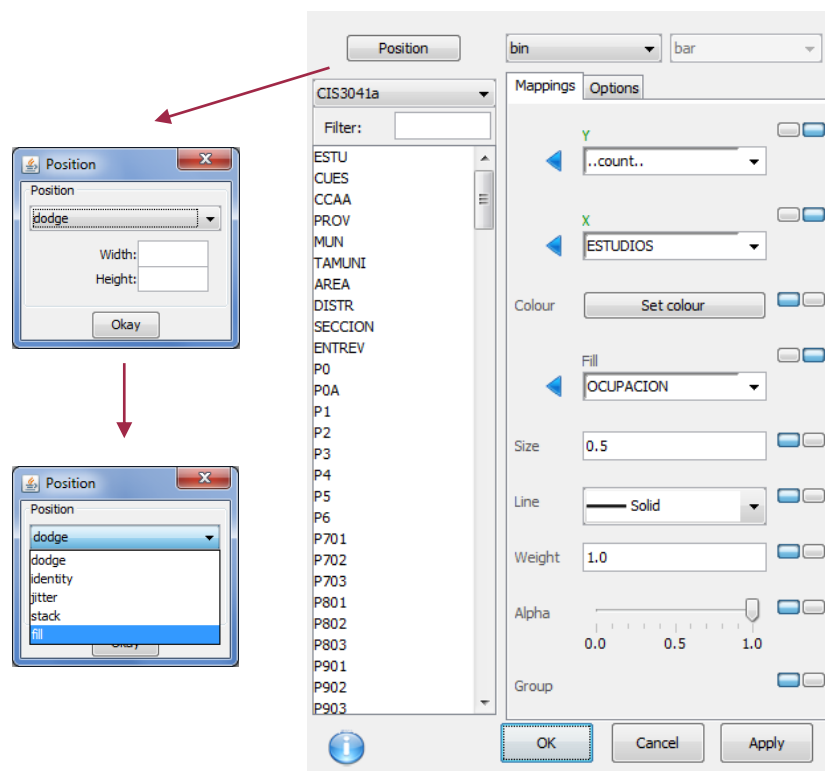 Position
bin
bar
CIS3041a
Mappings
Options
Filter:
ESTU
CUES
CCAA
PROV
MUN
TAMUNI
AREA
DISTR
SECCION
ENTREV
P0
P0A
P1
P2
P3
P4
P5
P6
P701
P702
P703
P801
P802
P803
P901
P902
P903
Y
..count..
X
ESTUDIOS
Colour
Set colour
Fill
OCUPACION
Size
0.5
Line
Solid
Weight
1.0
Alpha
0.0 0.5 1.0
Group
OK
Cancel
Apply
Position
Position
dodge
Width:
Height:
Okay
Position
Position
dodge
dodge
identity
jitter
stack
fill
Okay